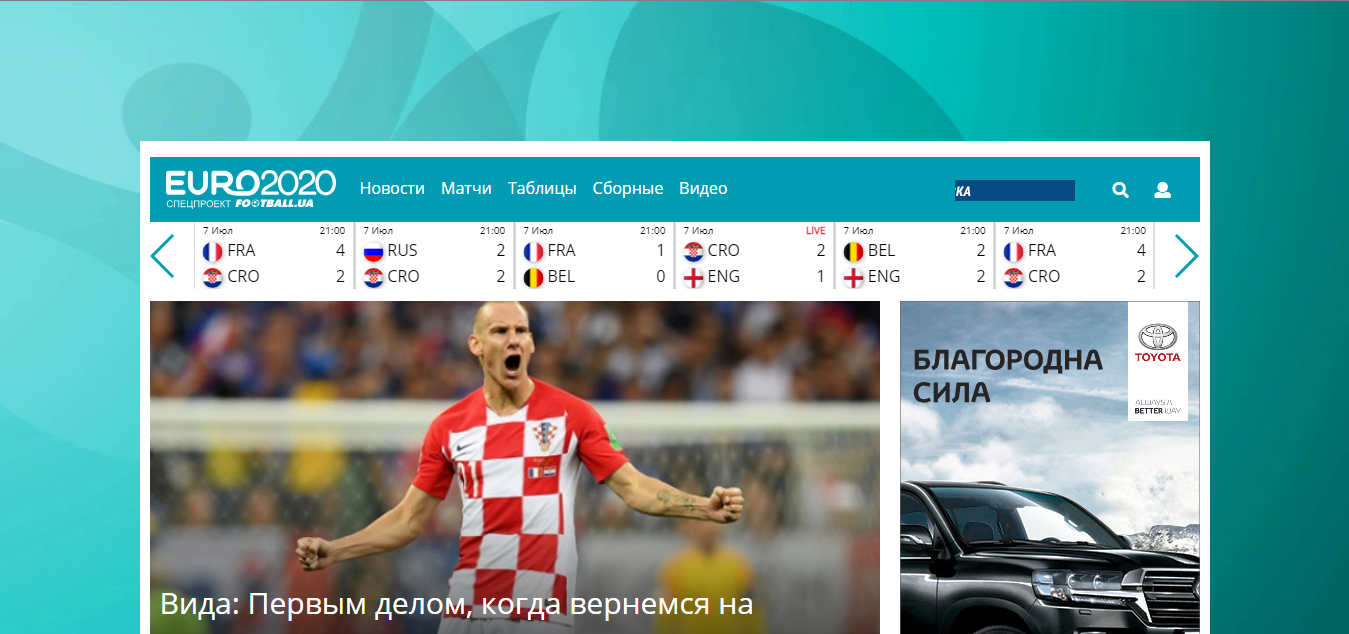 EURO2020
СПЕЦПРОЕКТ FOOTBALL.UA
Новости Матчи Таблицы Сборные Видео
КА
7 Июл 21:00
FRA 4
CRO 2
7 Июл 21:00
RUS 2
CRO 2
7 Июл 21:00
FRA 1
BEL 0
7 Июл LIVE
CRO 2
ENG 1
7 Июл 21:00
BEL 2
ENG 2
7 Июл 21:00
FRA 4
CRO 2
21
Вида: Первым делом, когда вернемся на
БЛАГОРОДНА
СИЛА
TOYOTA
ALWAYS A
BETTER WAY